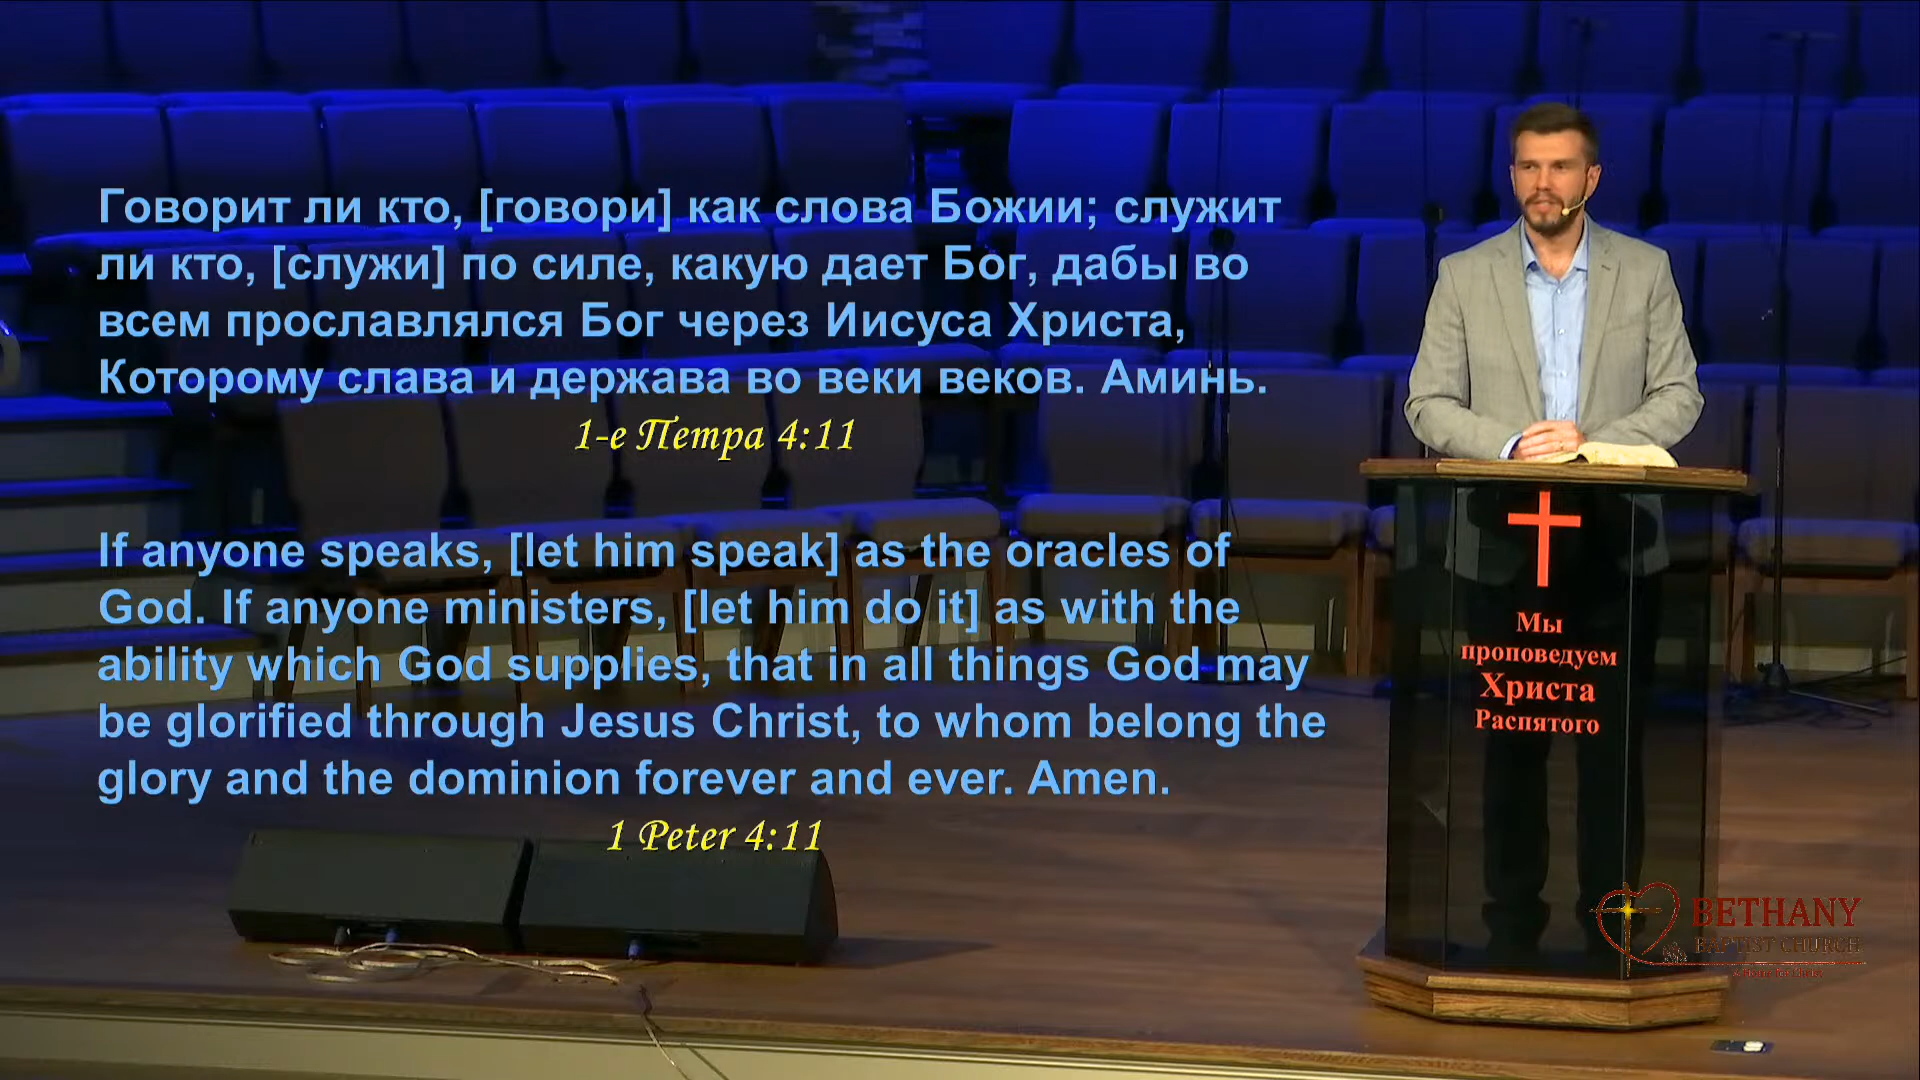 Говорит ли кто, [говори] как слова Божии; служит
ли кто, [служи] по силе, какую дает Бог, дабы во
всем прославлялся Бог через Иисуса Христа,
Которому слава и держава во веки веков. Аминь.
1-е Петра 4:11
If anyone speaks, [let him speak] as the oracles of
God. If anyone ministers, [let him do it] as with the
ability which God supplies, that in all things God may
be glorified through Jesus Christ, to whom belong the
glory and the dominion forever and ever. Amen.
1 Peter 4:11
Мы
проповедуем
Христа
Распятого
BETHANY
BAPTIST CHURCH